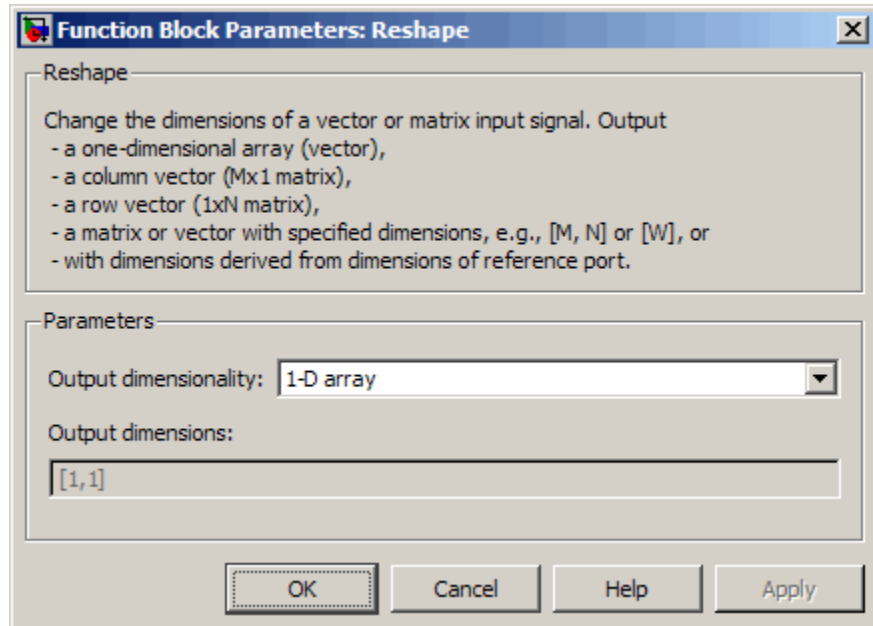 Function Block Parameters: Reshape
Reshape
Change the dimensions of a vector or matrix input signal. Output
- a one-dimensional array (vector),
- a column vector (Mx1 matrix),
- a row vector (1xN matrix),
- a matrix or vector with specified dimensions, e.g., [M, N] or [W], or
- with dimensions derived from dimensions of reference port.
Parameters
Output dimensionality: 1-D array
Output dimensions:
[1,1]
OK Cancel Help Apply